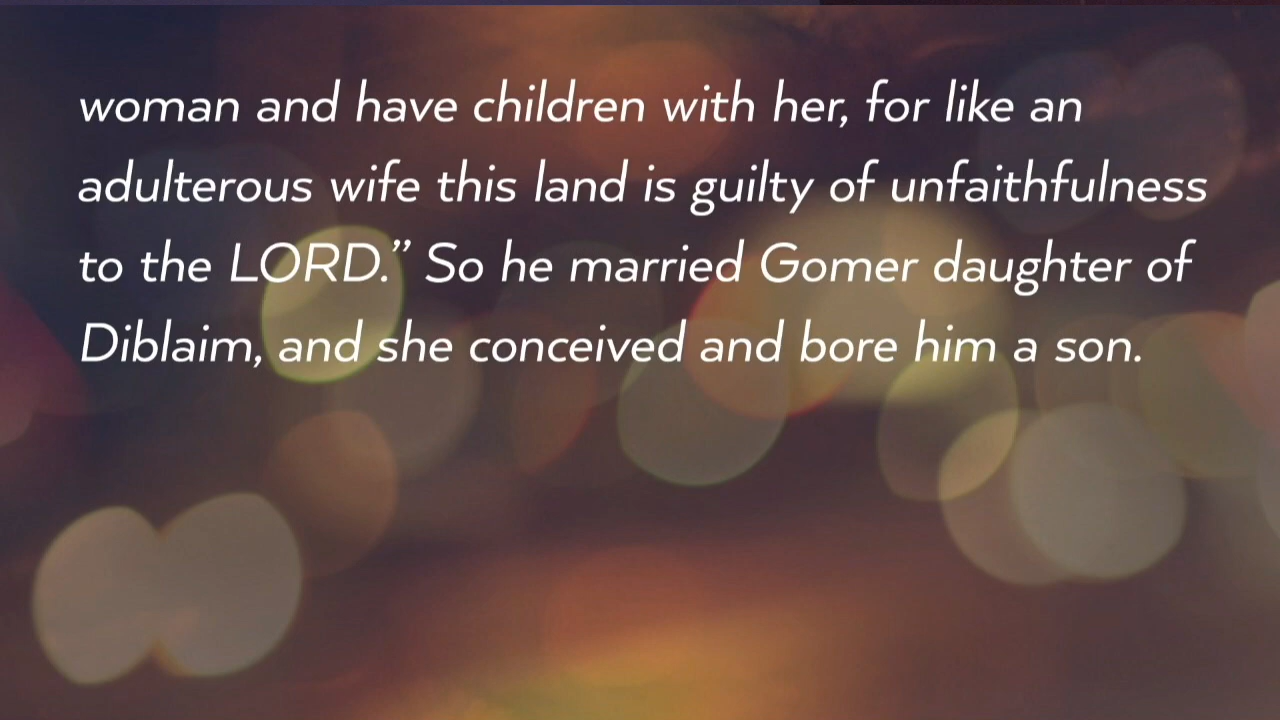 woman and have children with her, for like an
adulterous wife this land is guilty of unfaithfulness
to the LORD.” So he married Gomer daughter of
Diblaim, and she conceived and bore him a son.